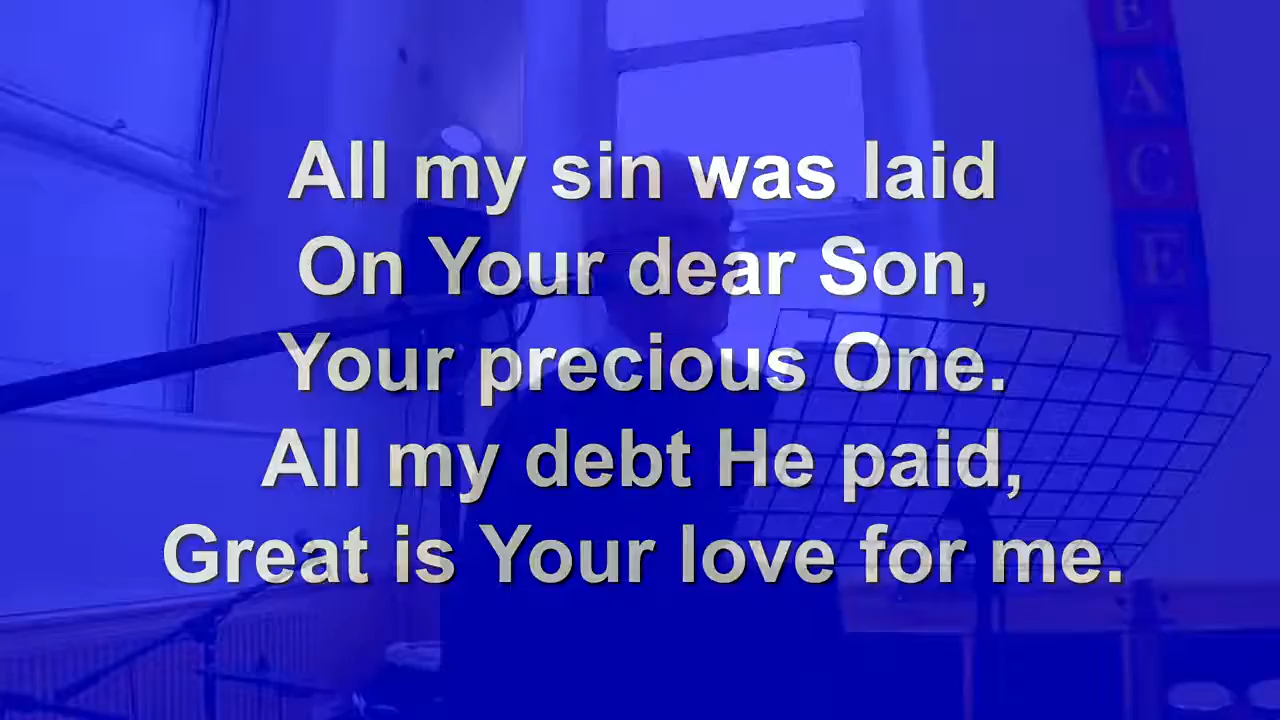 All my sin was laid
On Your dear Son,
Your precious One.
All my debt He paid,
Great is Your love for me.
E
A
C
E